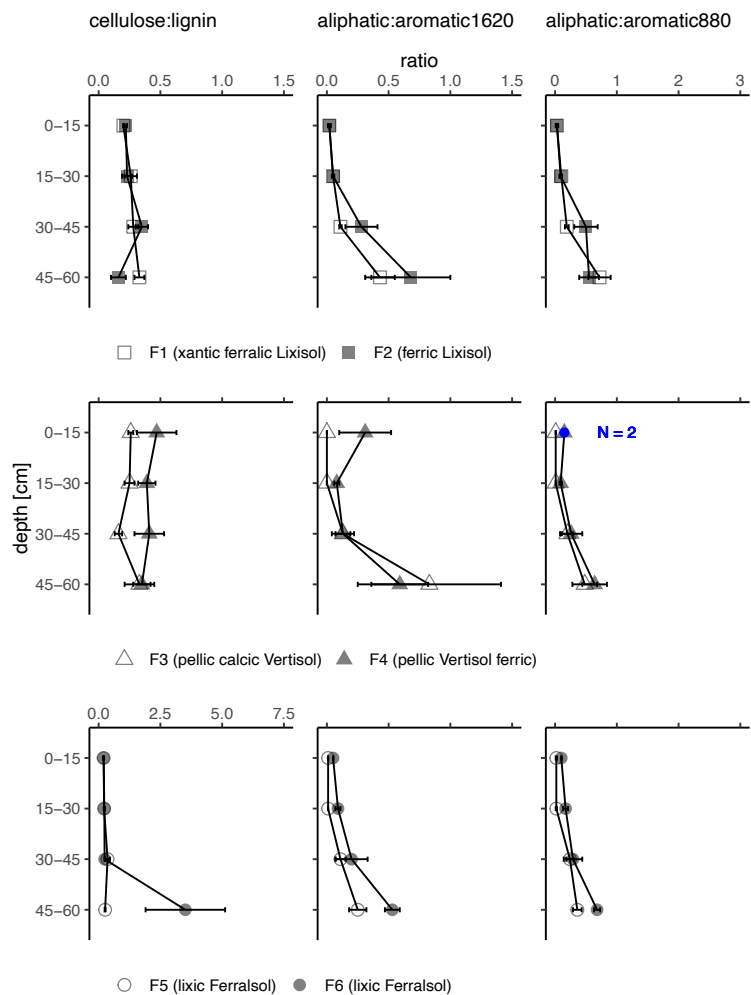 cellulose:lignin aliphatic:aromatic1620 aliphatic:aromatic880
ratio
0.0 0.5 1.0 1.5 0.0 0.5 1.0 1.5 0 1 2 3
0−15
15−30
30−45
45−60
F1 (xantic ferralic Lixisol) F2 (ferric Lixisol)
depth [cm]
0−15 N = 2
15−30
30−45
45−60
F3 (pellic calcic Vertisol) F4 (pellic Vertisol ferric)
0.0 2.5 5.0 7.5
0−15
15−30
30−45
45−60
F5 (lixic Ferralsol) F6 (lixic Ferralsol)